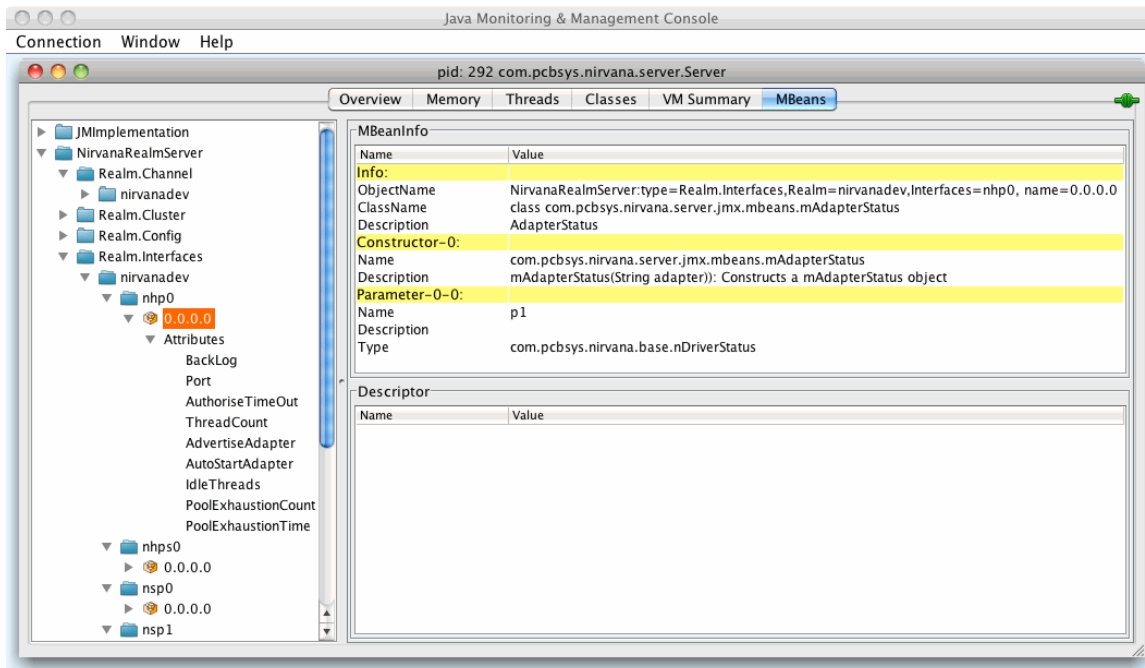 Java Monitoring & Management Console
Connection Window Help
pid: 292 com.pcbsys.nirvana.server.Server
Overview Memory Threads Classes VM Summary MBeans
JMImplementation
NirvanaRealmServer
Realm.Channel
nirvanadev
Realm.Cluster
Realm.Config
Realm.Interfaces
nirvanadev
nhp0
0.0.0.0
Attributes
BackLog
Port
AuthoriseTimeOut
ThreadCount
AdvertiseAdapter
AutoStartAdapter
IdleThreads
PoolExhaustionCount
PoolExhaustionTime
nhps0
0.0.0.0
nsp0
0.0.0.0
nsp1
MBeanInfo
Name Value
Info:
ObjectName NirvanaRealmServer:type=Realm.Interfaces,Realm=nirvanadev,Interfaces=nhp0, name=0.0.0.0
ClassName class com.pcbsys.nirvana.server.jmx.mbeans.mAdapterStatus
Description AdapterStatus
Constructor-0:
Name com.pcbsys.nirvana.server.jmx.mbeans.mAdapterStatus
Description mAdapterStatus(String adapter)): Constructs a mAdapterStatus object
Parameter-0-0:
Name p1
Description
Type com.pcbsys.nirvana.base.nDriverStatus
Descriptor
Name Value